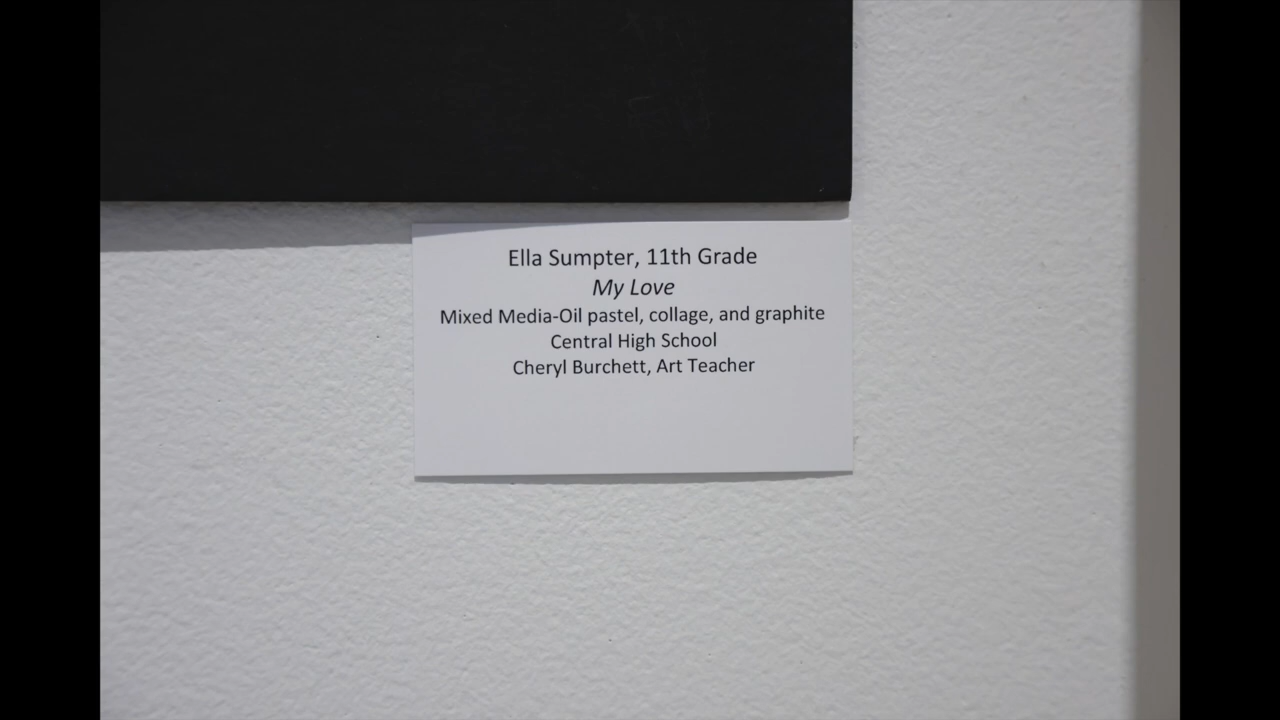 Ella Sumpter, 11th Grade
My Love
Mixed Media-Oil pastel, collage, and graphite
Central High School
Cheryl Burchett, Art Teacher